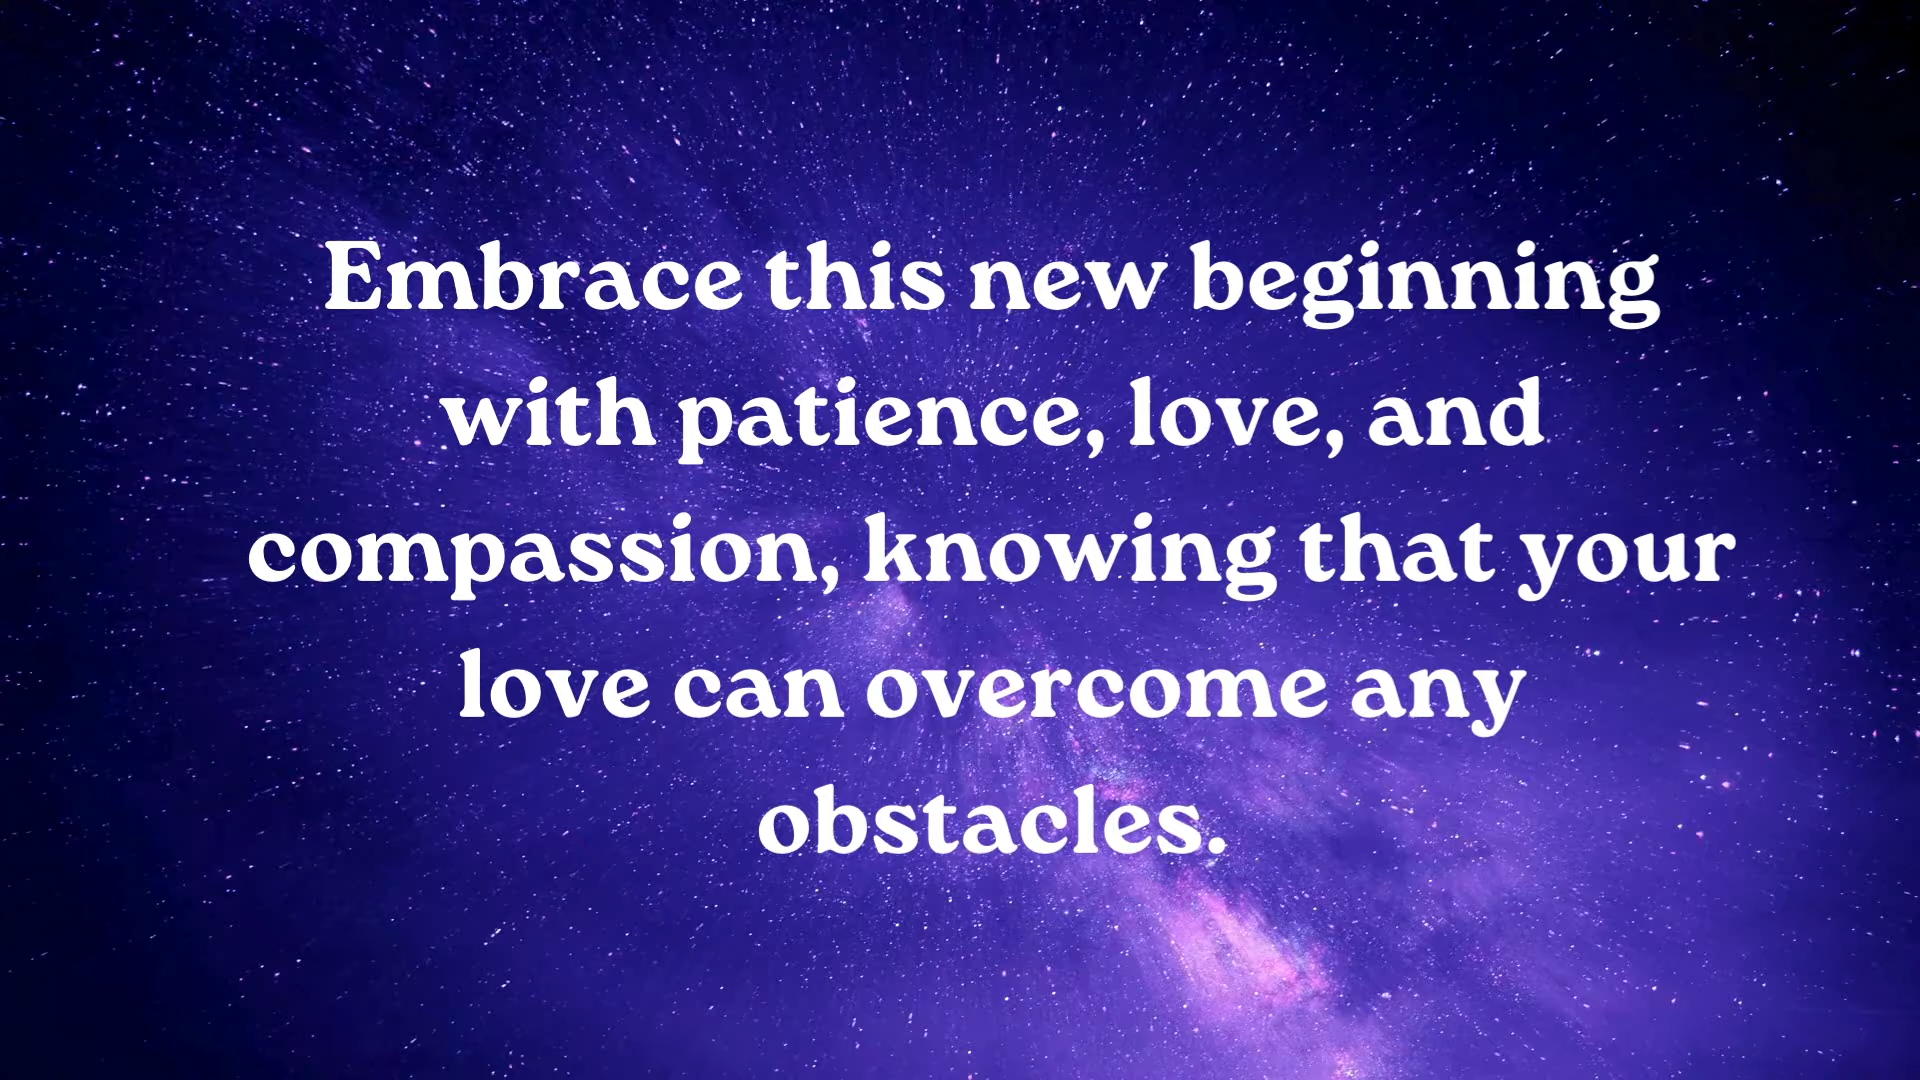 Embrace this new beginning
with patience, love, and
compassion, knowing that your
love can overcome any
obstacles.